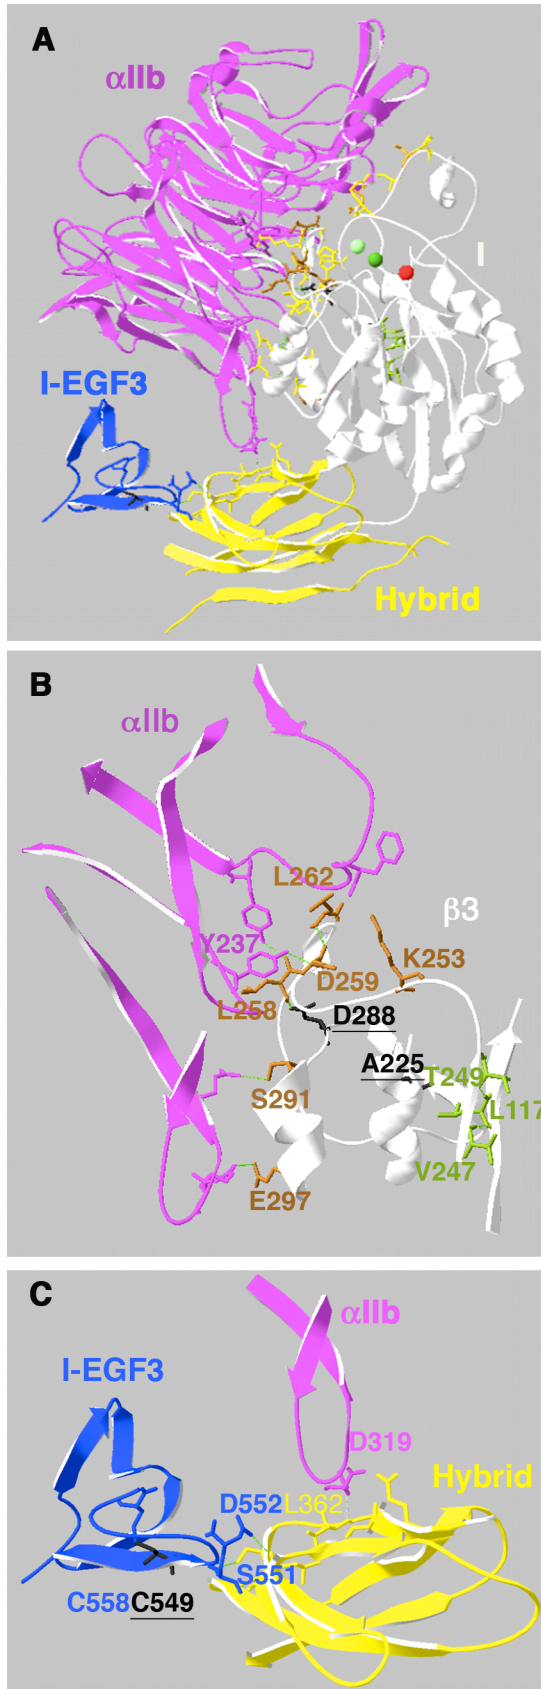 A
αIIb
I
I-EGF3
Hybrid
B
αIIb
L262
β3
Y237
K253
D259
L258
D288
A225
T249
S291
L117
V247
E297
C
αIIb
I-EGF3
D319
Hybrid
D552 L362
S551
C558 C549